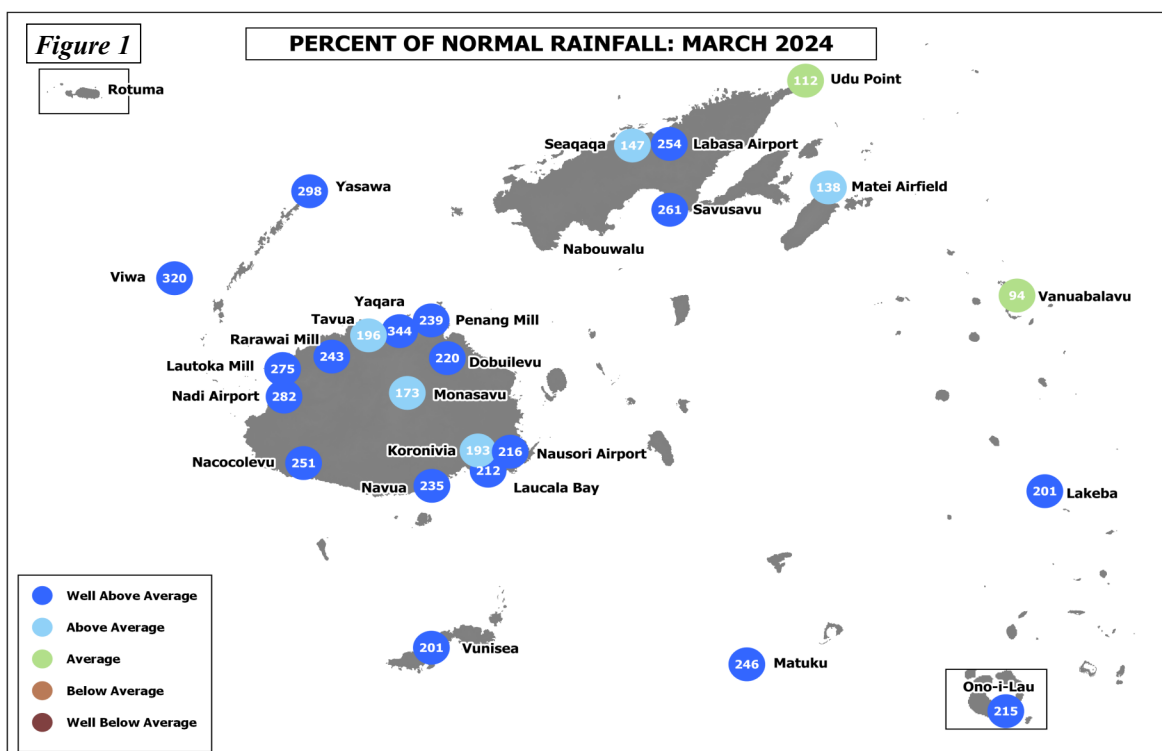 Figure 1
PERCENT OF NORMAL RAINFALL: MARCH 2024
Rotuma
112
Udu Point
Seaqaqa
147
254
Labasa Airport
298
Yasawa
138
Matei Airfield
261
Savusavu
Nabouwalu
Viwa
320
94
Vanuabalavu
Yaqara
Tavua
196
344
239
Penang Mill
Rarawai Mill
243
220
Dobuilevu
Lautoka Mill
275
Nadi Airport
282
173
Monasavu
Koronivia
193
216
Nausori Airport
Nacocolevu
251
212
Laucala Bay
Navua
235
201
Lakeba
201
Vunisea
246
Matuku
Ono-i-Lau
215
Well Above Average
Above Average
Average
Below Average
Well Below Average